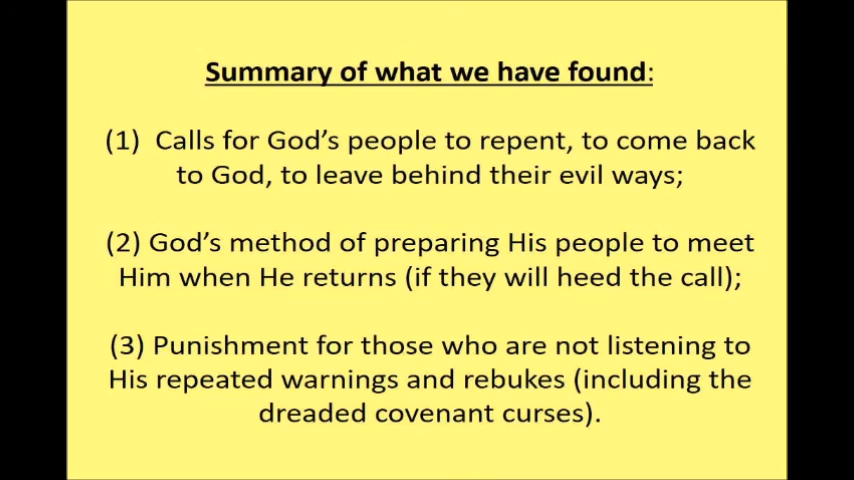 Summary of what we have found:
(1) Calls for God's people to repent, to come back
to God, to leave behind their evil ways;
(2) God's method of preparing His people to meet
Him when He returns (if they will heed the call);
(3) Punishment for those who are not listening to
His repeated warnings and rebukes (including the
dreaded covenant curses).